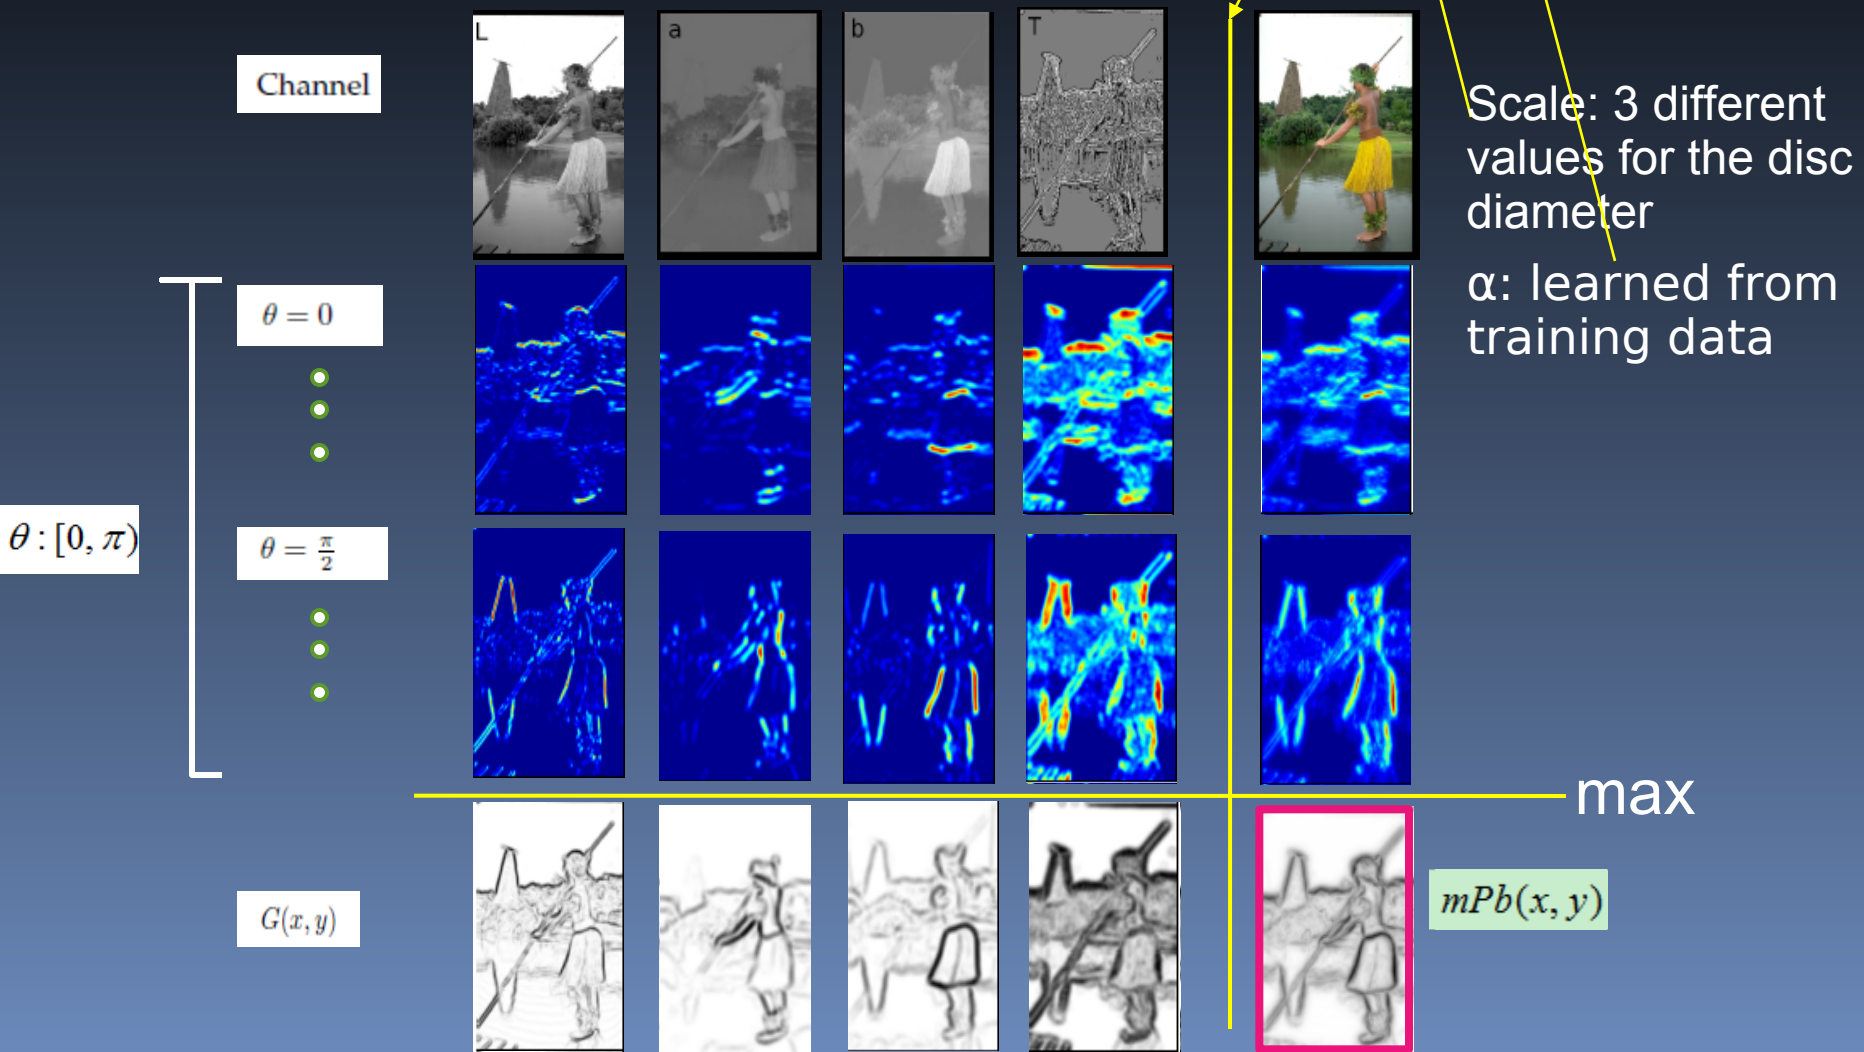 Channel
L
a
b
T
Scale: 3 different
values for the disc
diameter
α: learned from
training data
θ = 0
θ : [0, π)
θ = π/2
max
G(x, y)
mPb(x, y)